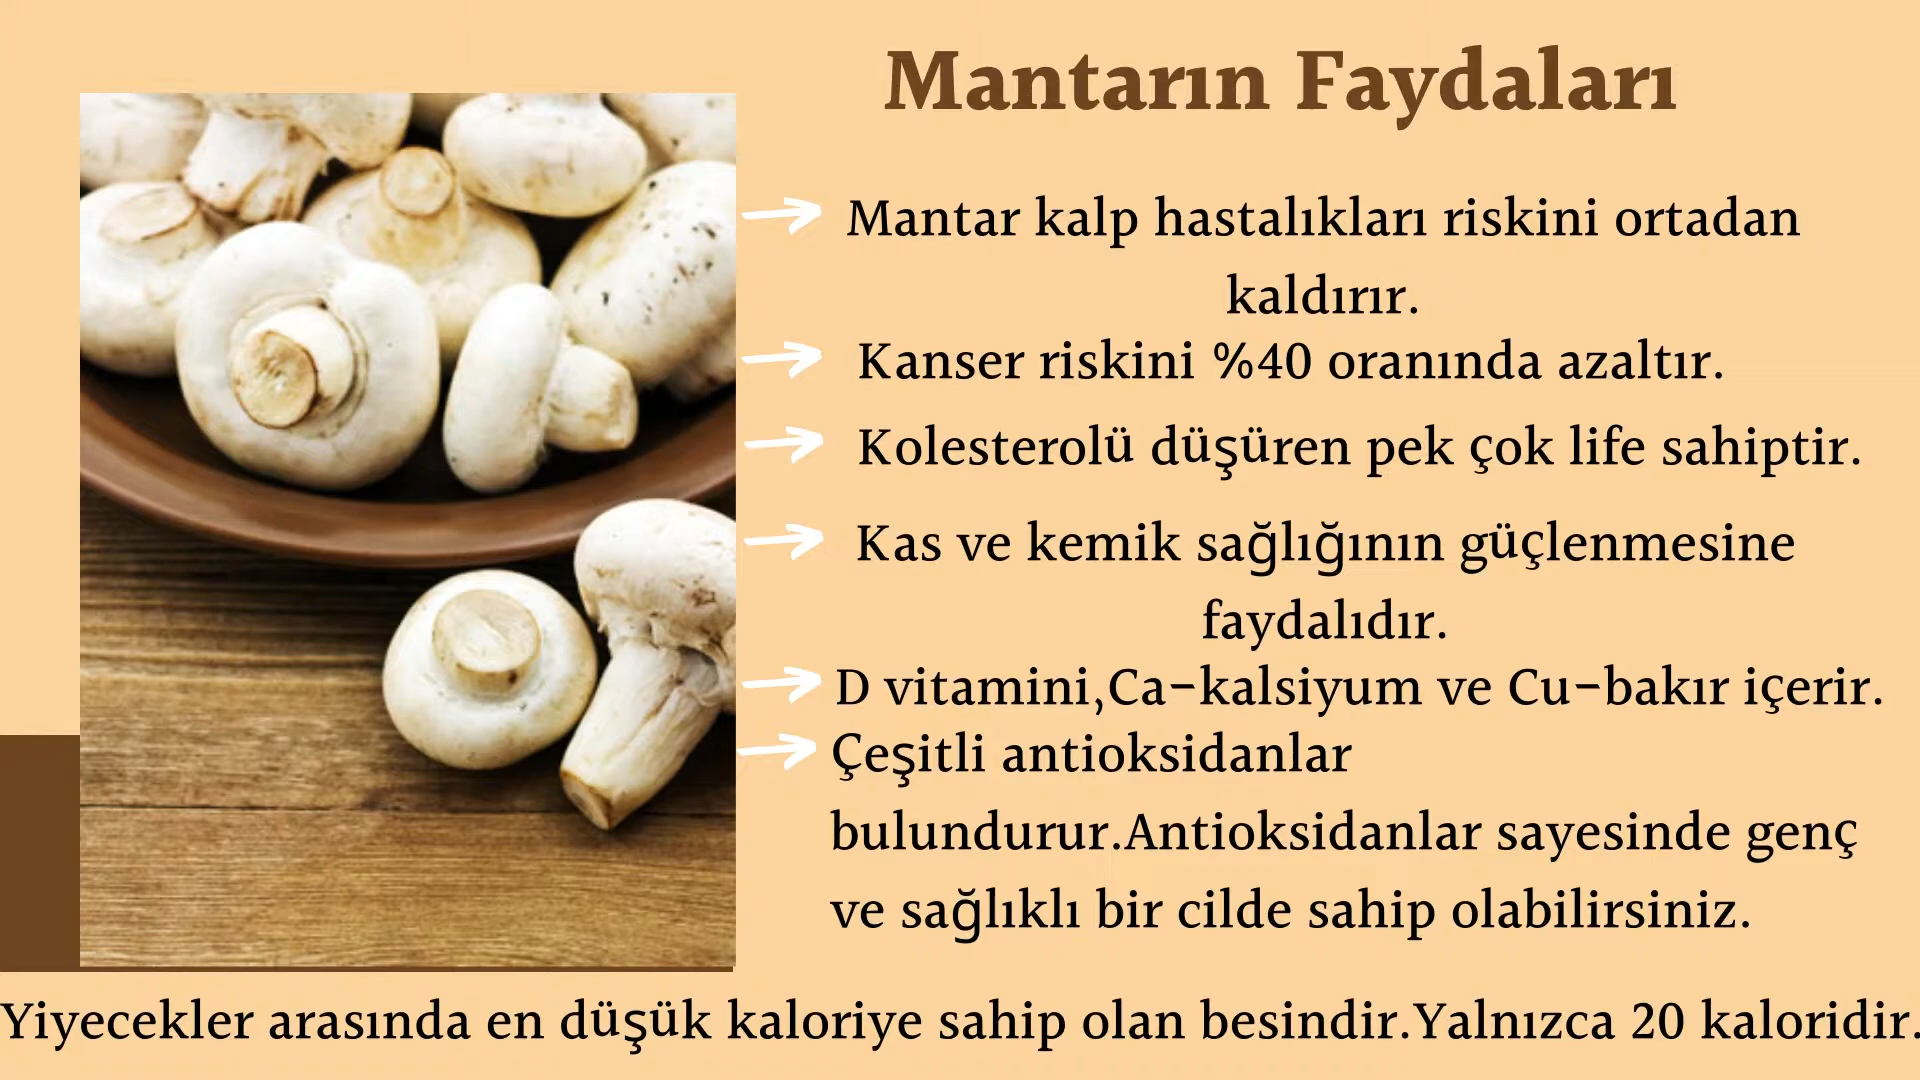 Mantarın Faydaları
Mantar kalp hastalıkları riskini ortadan
kaldırır.
Kanser riskini %40 oranında azaltır.
Kolesterolü düşüren pek çok life sahiptir.
Kas ve kemik sağlığının güçlenmesine
faydalıdır.
D vitamini,Ca-kalsiyum ve Cu-bakır içerir.
Çeşitli antioksidanlar
bulundurur.Antioksidanlar sayesinde genç
ve sağlıklı bir cilde sahip olabilirsiniz.
Yiyecekler arasında en düşük kaloriye sahip olan besindir.Yalnızca 20 kaloridir.